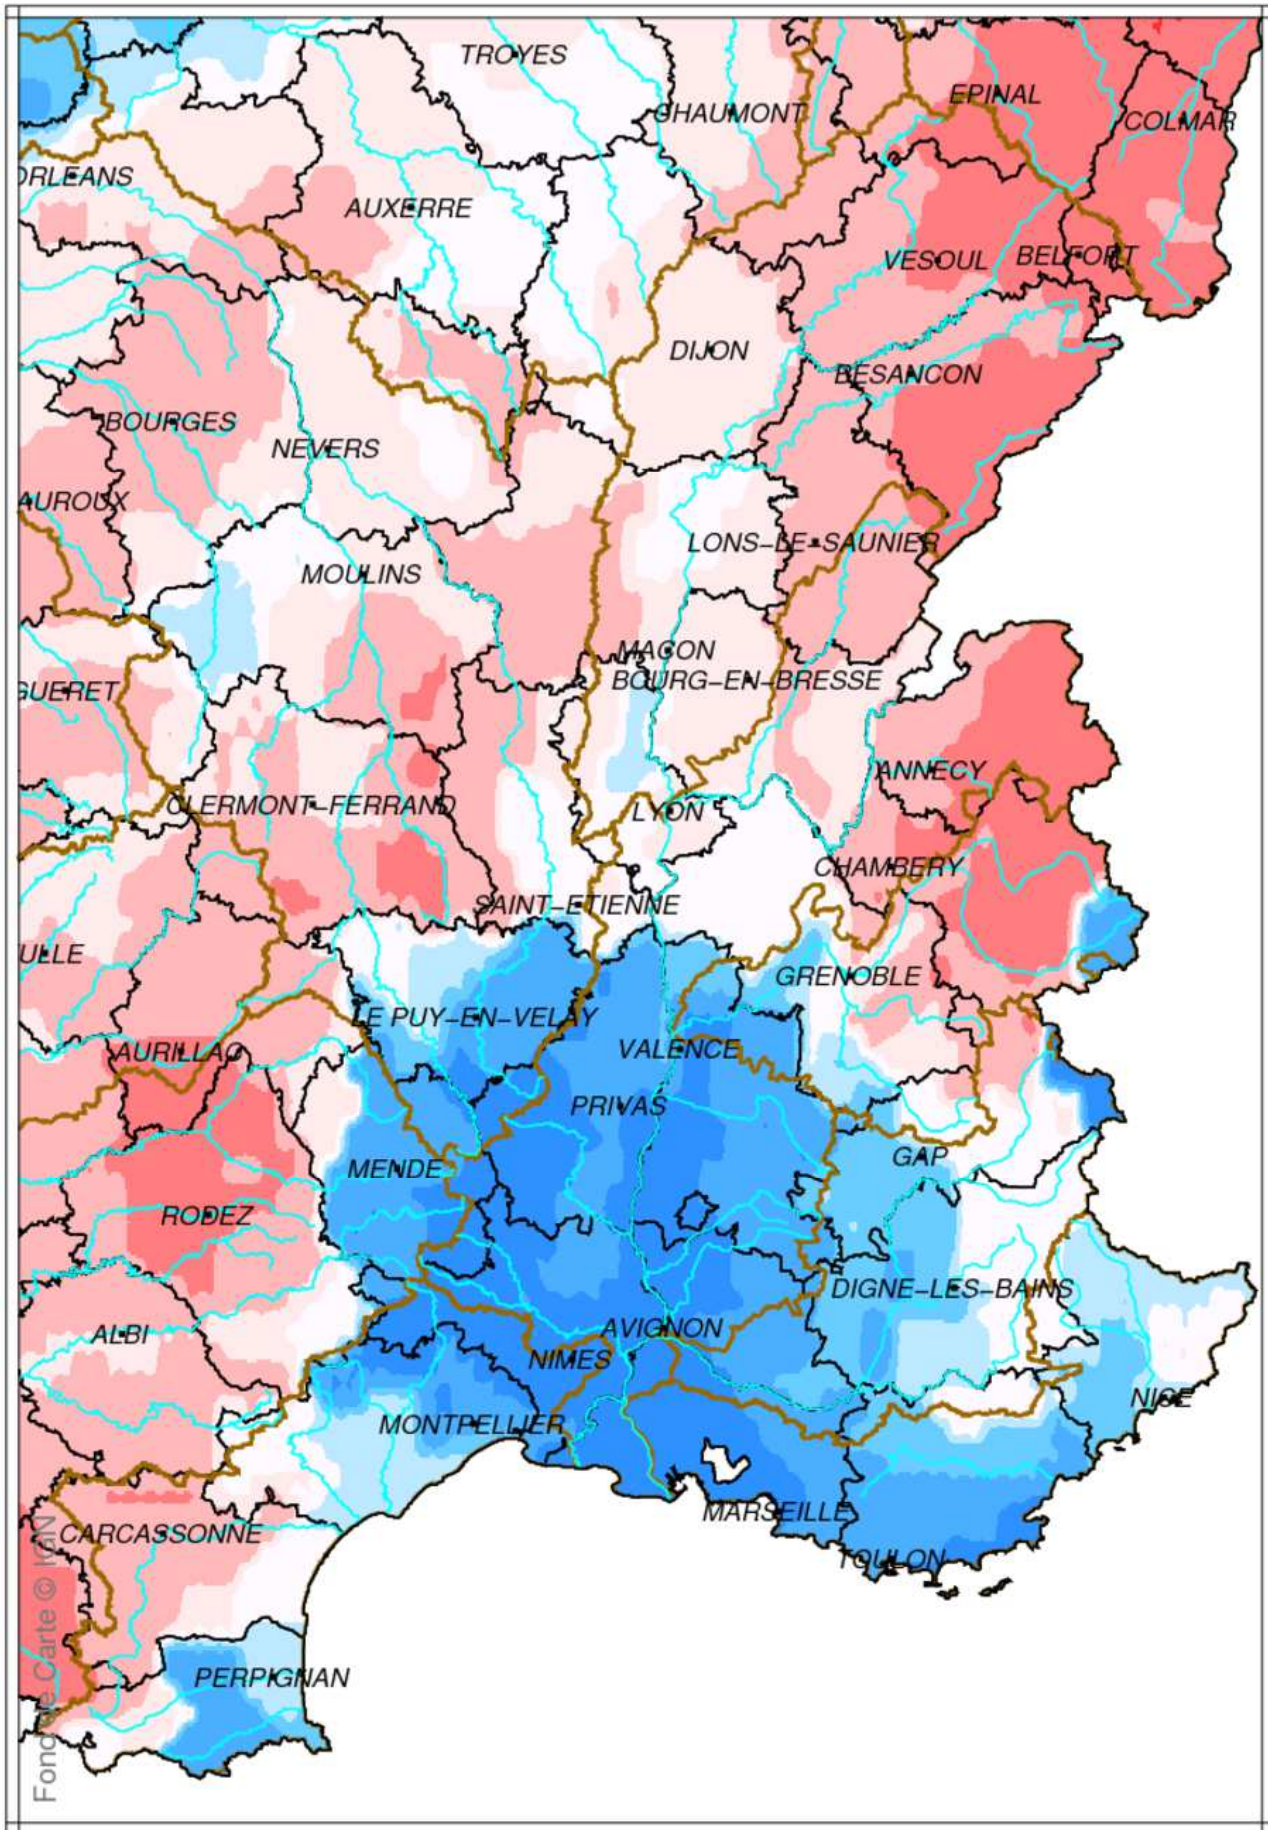 TROYES
EPINAL
CHAUMONT
COLMAR
ORLEANS
AUXERRE
VESOUL
BELFORT
DIJON
BESANCON
BOURGES
NEVERS
AUROUX
LONS-LE-SAUNIER
MOULINS
MACON
BOURG-EN-BRESSE
GUERET
ANNECY
CLERMONT-FERRAND
LYON
CHAMBERY
SAINT-ETIENNE
ULLE
GRENOBLE
LE PUY-EN-VELAY
AURILLAC
VALENCE
PRIVAS
GAP
MENDE
RODEZ
DIGNE-LES-BAINS
ALBI
AVIGNON
NIMES
NICE
MONTPELLIER
MARSEILLE
CARCASSONNE
TOULON
PERPIGNAN
Fond de Carte © IGN